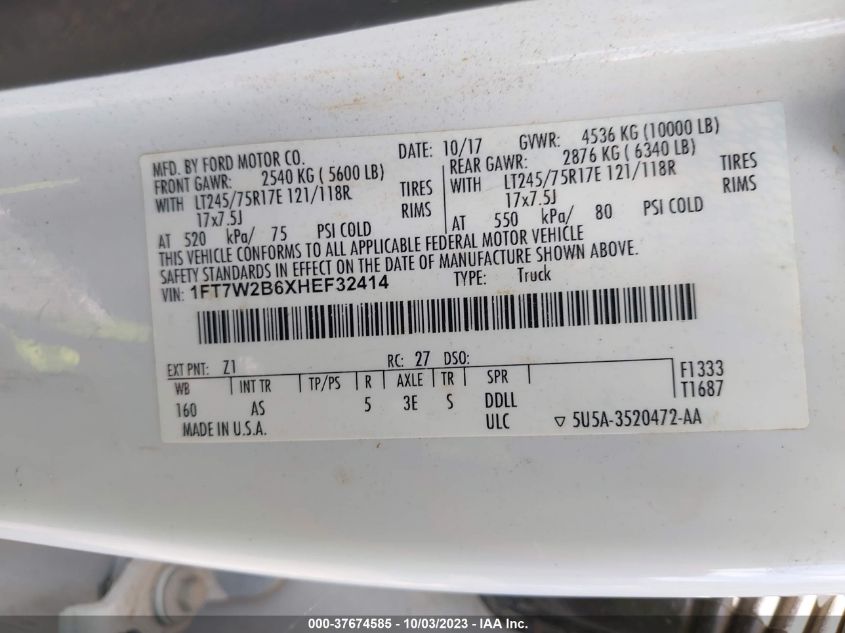 MFD. BY FORD MOTOR CO. DATE: 10/17 GVWR: 4536 KG (10000 LB)
FRONT GAWR: 2540 KG ( 5600 LB) REAR GAWR: 2876 KG ( 6340 LB)
WITH LT245/75R17E 121/118R TIRES WITH LT245/75R17E 121/118R TIRES
17x7.5J RIMS 17x7.5J RIMS
AT 520 kPa/ 75 PSI COLD AT 550 kPa/ 80 PSI COLD
THIS VEHICLE CONFORMS TO ALL APPLICABLE FEDERAL MOTOR VEHICLE
SAFETY STANDARDS IN EFFECT ON THE DATE OF MANUFACTURE SHOWN ABOVE.
VIN: 1FT7W2B6XHEF32414 TYPE: Truck
EXT PNT: Z1 RC: 27 DSO: F1333
WB INT TR TP/PS R AXLE TR SPR T1687
160 AS 5 3E S DDLL
MADE IN U.S.A. ULC ▽ 5U5A-3520472-AA
000-37674585 - 10/03/2023 - IAA Inc.